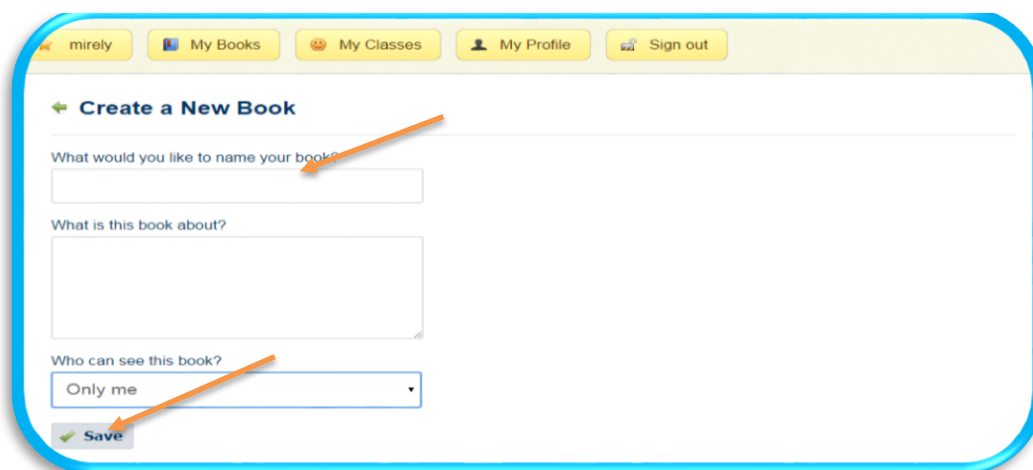 mirely My Books My Classes My Profile Sign out
Create a New Book
What would you like to name your book?
What is this book about?
Who can see this book?
Only me
Save